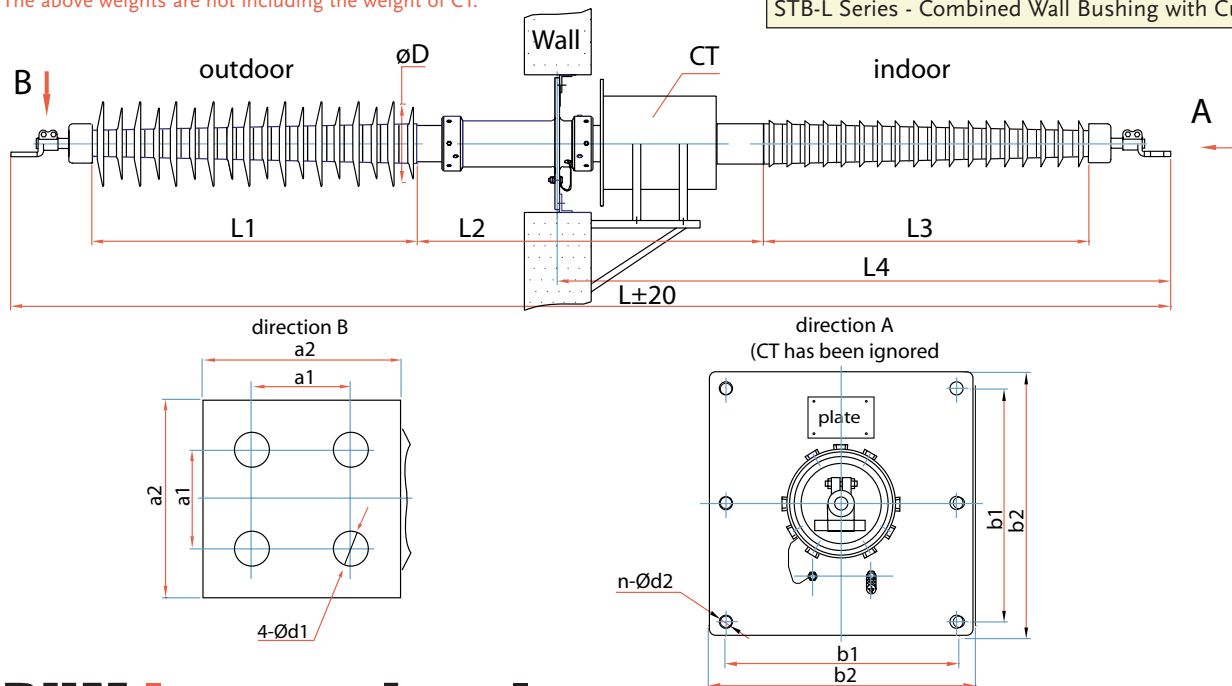 The above weights are not including the weight of CT.
STB-L Series - Combined Wall Bushing with
Wall
CT
øD
outdoor
indoor
B
A
L1
L2
L3
L4
L±20
direction B
a2
a1
a2
a1
4-Ød1
direction A
(CT has been ignored
plate
b1
b2
n-Ød2
b1
b2